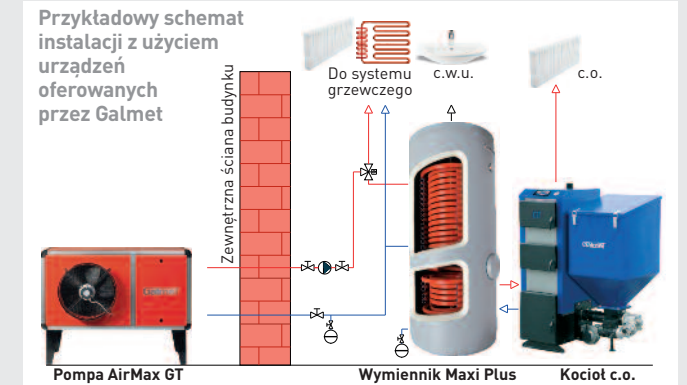 Przykładowy schemat
instalacji z użyciem
urządzeń
oferowanych
przez Galmet
Zewnętrzna ściana budynku
Do systemu
grzewczego
c.w.u.
c.o.
Pompa AirMax GT
Wymiennik Maxi Plus
Kocioł c.o.